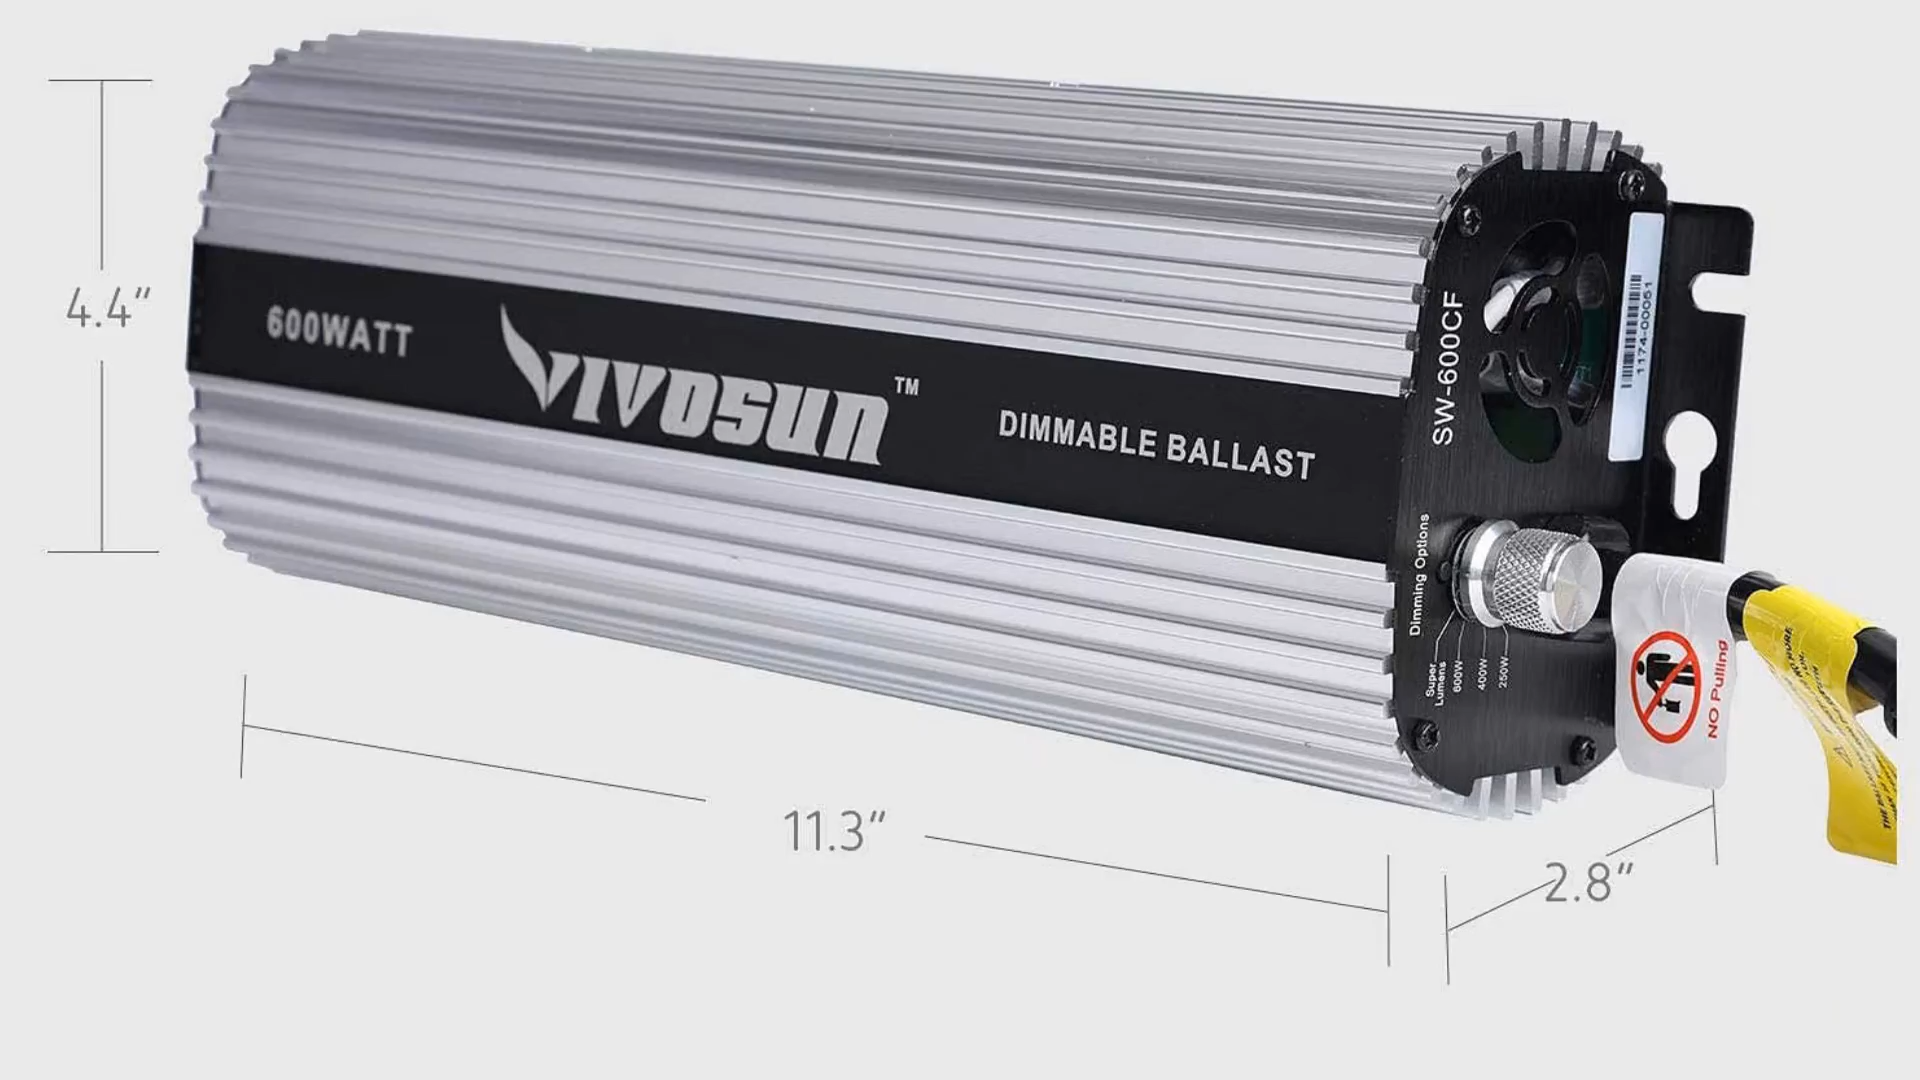 4.4"
600WATT
VIVOSUN™
DIMMABLE BALLAST
SW-600CF
1174-00061
Dimming Options
Super
Lumens
600W
400W
250W
NO Pulling
11.3"
2.8"